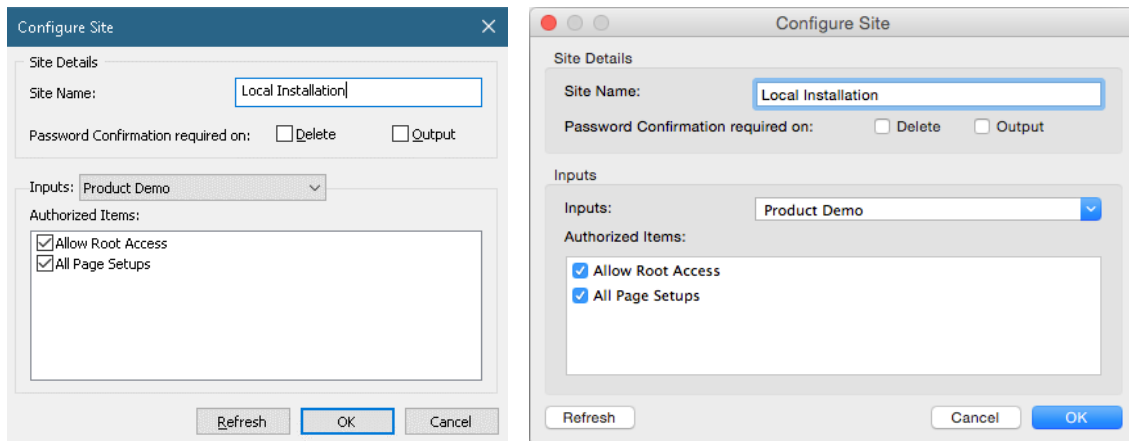 Configure Site
Site Details
Site Name: Local Installation
Password Confirmation required on: Delete Output
Inputs: Product Demo
Authorized Items:
Allow Root Access
All Page Setups
Refresh OK Cancel
Configure Site
Site Details
Site Name: Local Installation
Password Confirmation required on: Delete Output
Inputs
Inputs: Product Demo
Authorized Items:
Allow Root Access
All Page Setups
Refresh Cancel OK